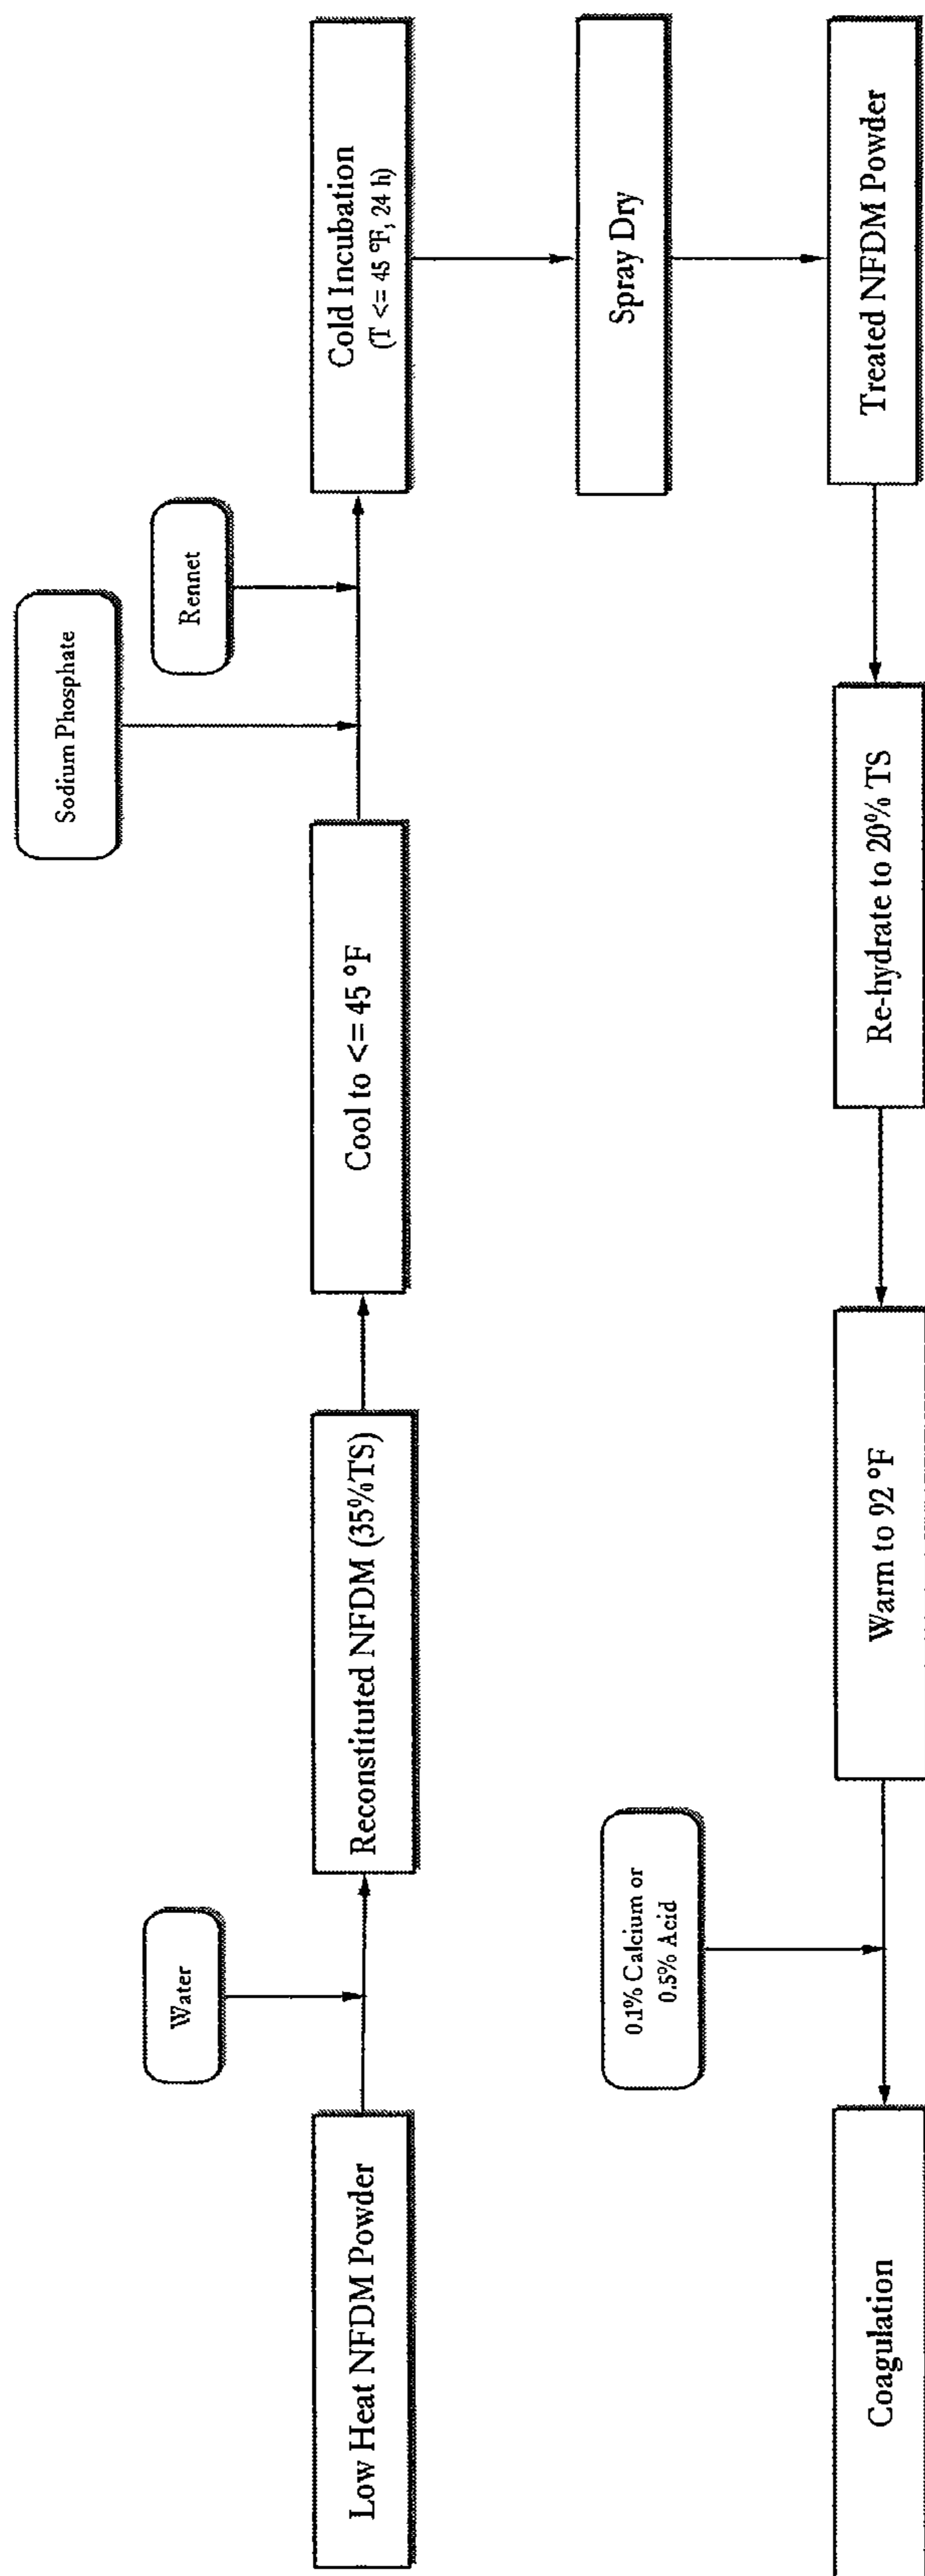 Low Heat NFDM Powder
Water
Reconstituted NFDM (35%TS)
Cool to <= 45 °F
Sodium Phosphate
Rennet
Cold Incubation
(T <= 45 °F, 24 h)
Spray Dry
Treated NFDM Powder
Re-hydrate to 20% TS
Warm to 92 °F
0.1% Calcium or
0.5% Acid
Coagulation